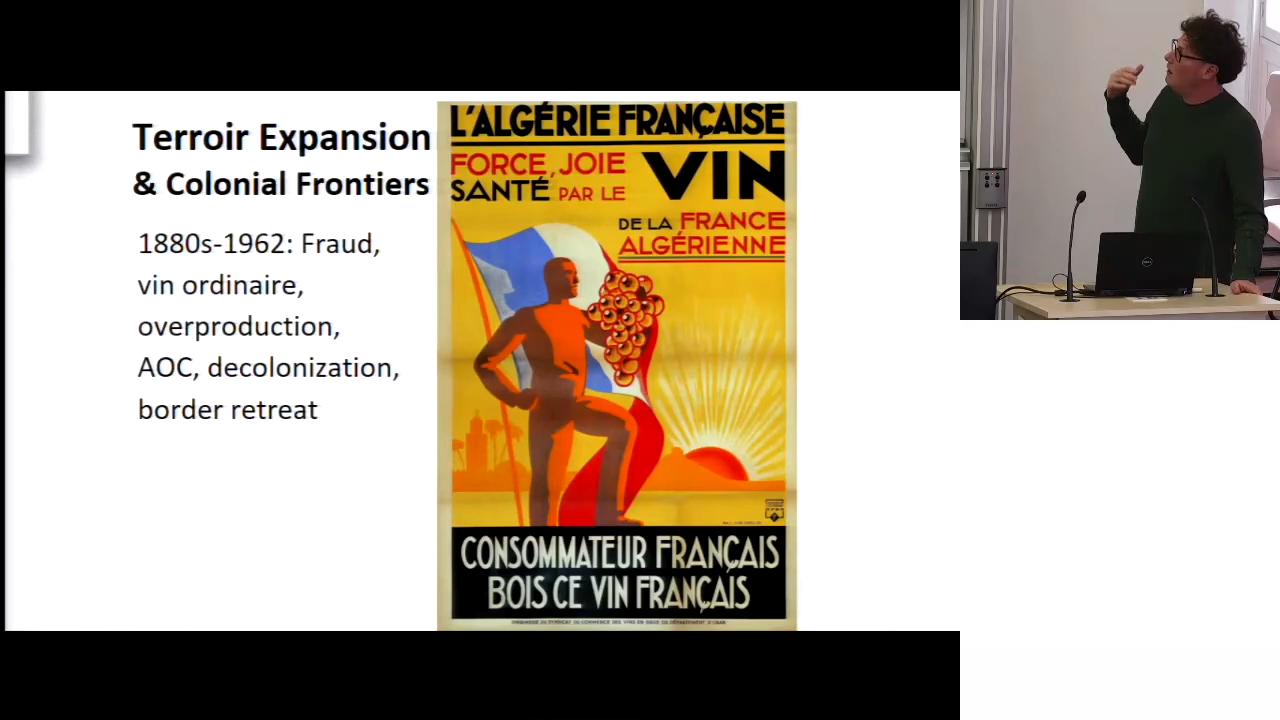 Terroir Expansion
& Colonial Frontiers
1880s-1962: Fraud,
vin ordinaire,
overproduction,
AOC, decolonization,
border retreat
L'ALGÉRIE FRANÇAISE
FORCE, JOIE
SANTÉ PAR LE
VIN
DE LA FRANCE
ALGÉRIENNE
CONSOMMATEUR FRANÇAIS
BOIS CE VIN FRANÇAIS
DELL